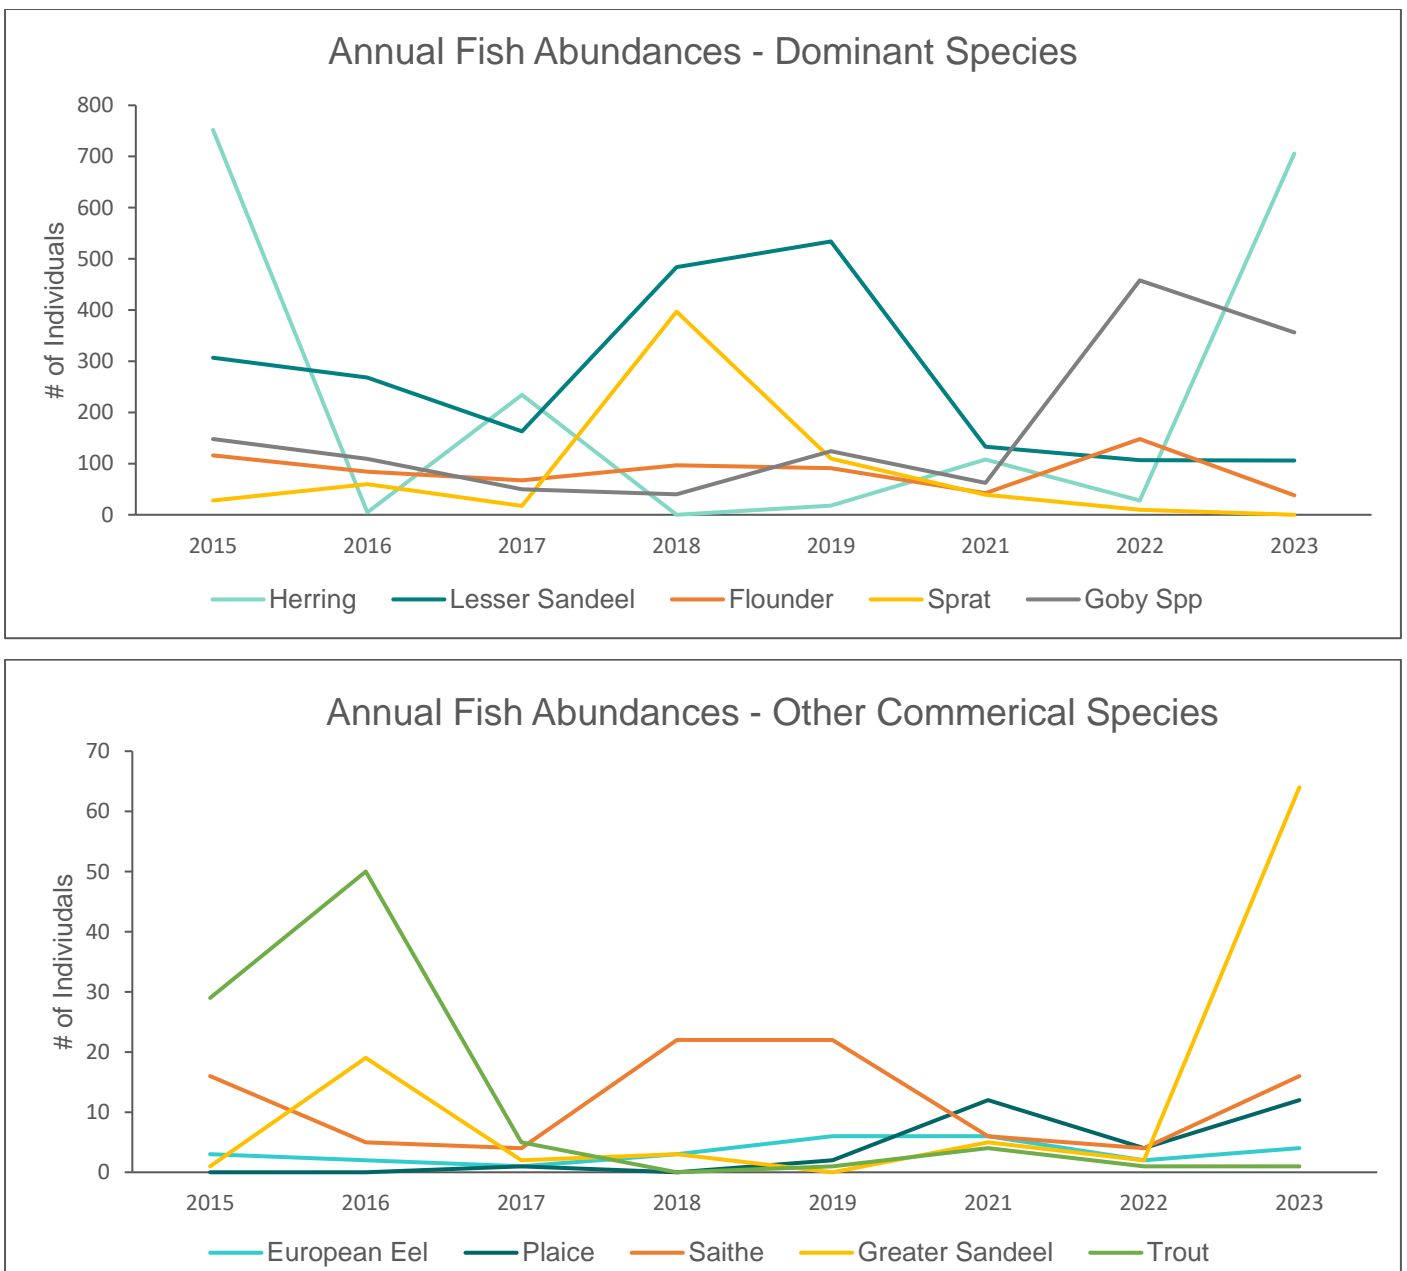 Annual Fish Abundances - Dominant Species
800
700
600
500
400
300
200
100
0
# of Individuals
2015 2016 2017 2018 2019 2021 2022 2023
Herring Lesser Sandeel Flounder Sprat Goby Spp
Annual Fish Abundances - Other Commerical Species
70
60
50
40
30
20
10
0
# of Indiviudals
2015 2016 2017 2018 2019 2021 2022 2023
European Eel Plaice Saithe Greater Sandeel Trout